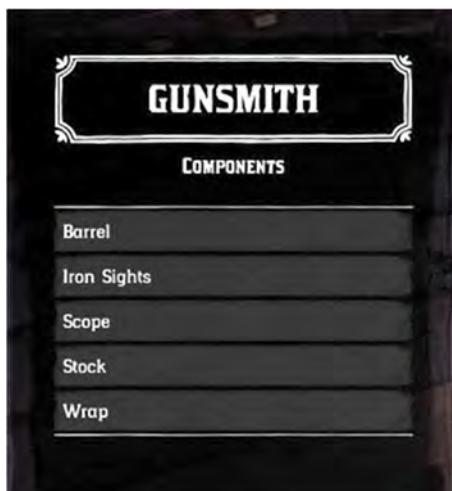 GUNSMITH
COMPONENTS
Barrel
Iron Sights
Scope
Stock
Wrap